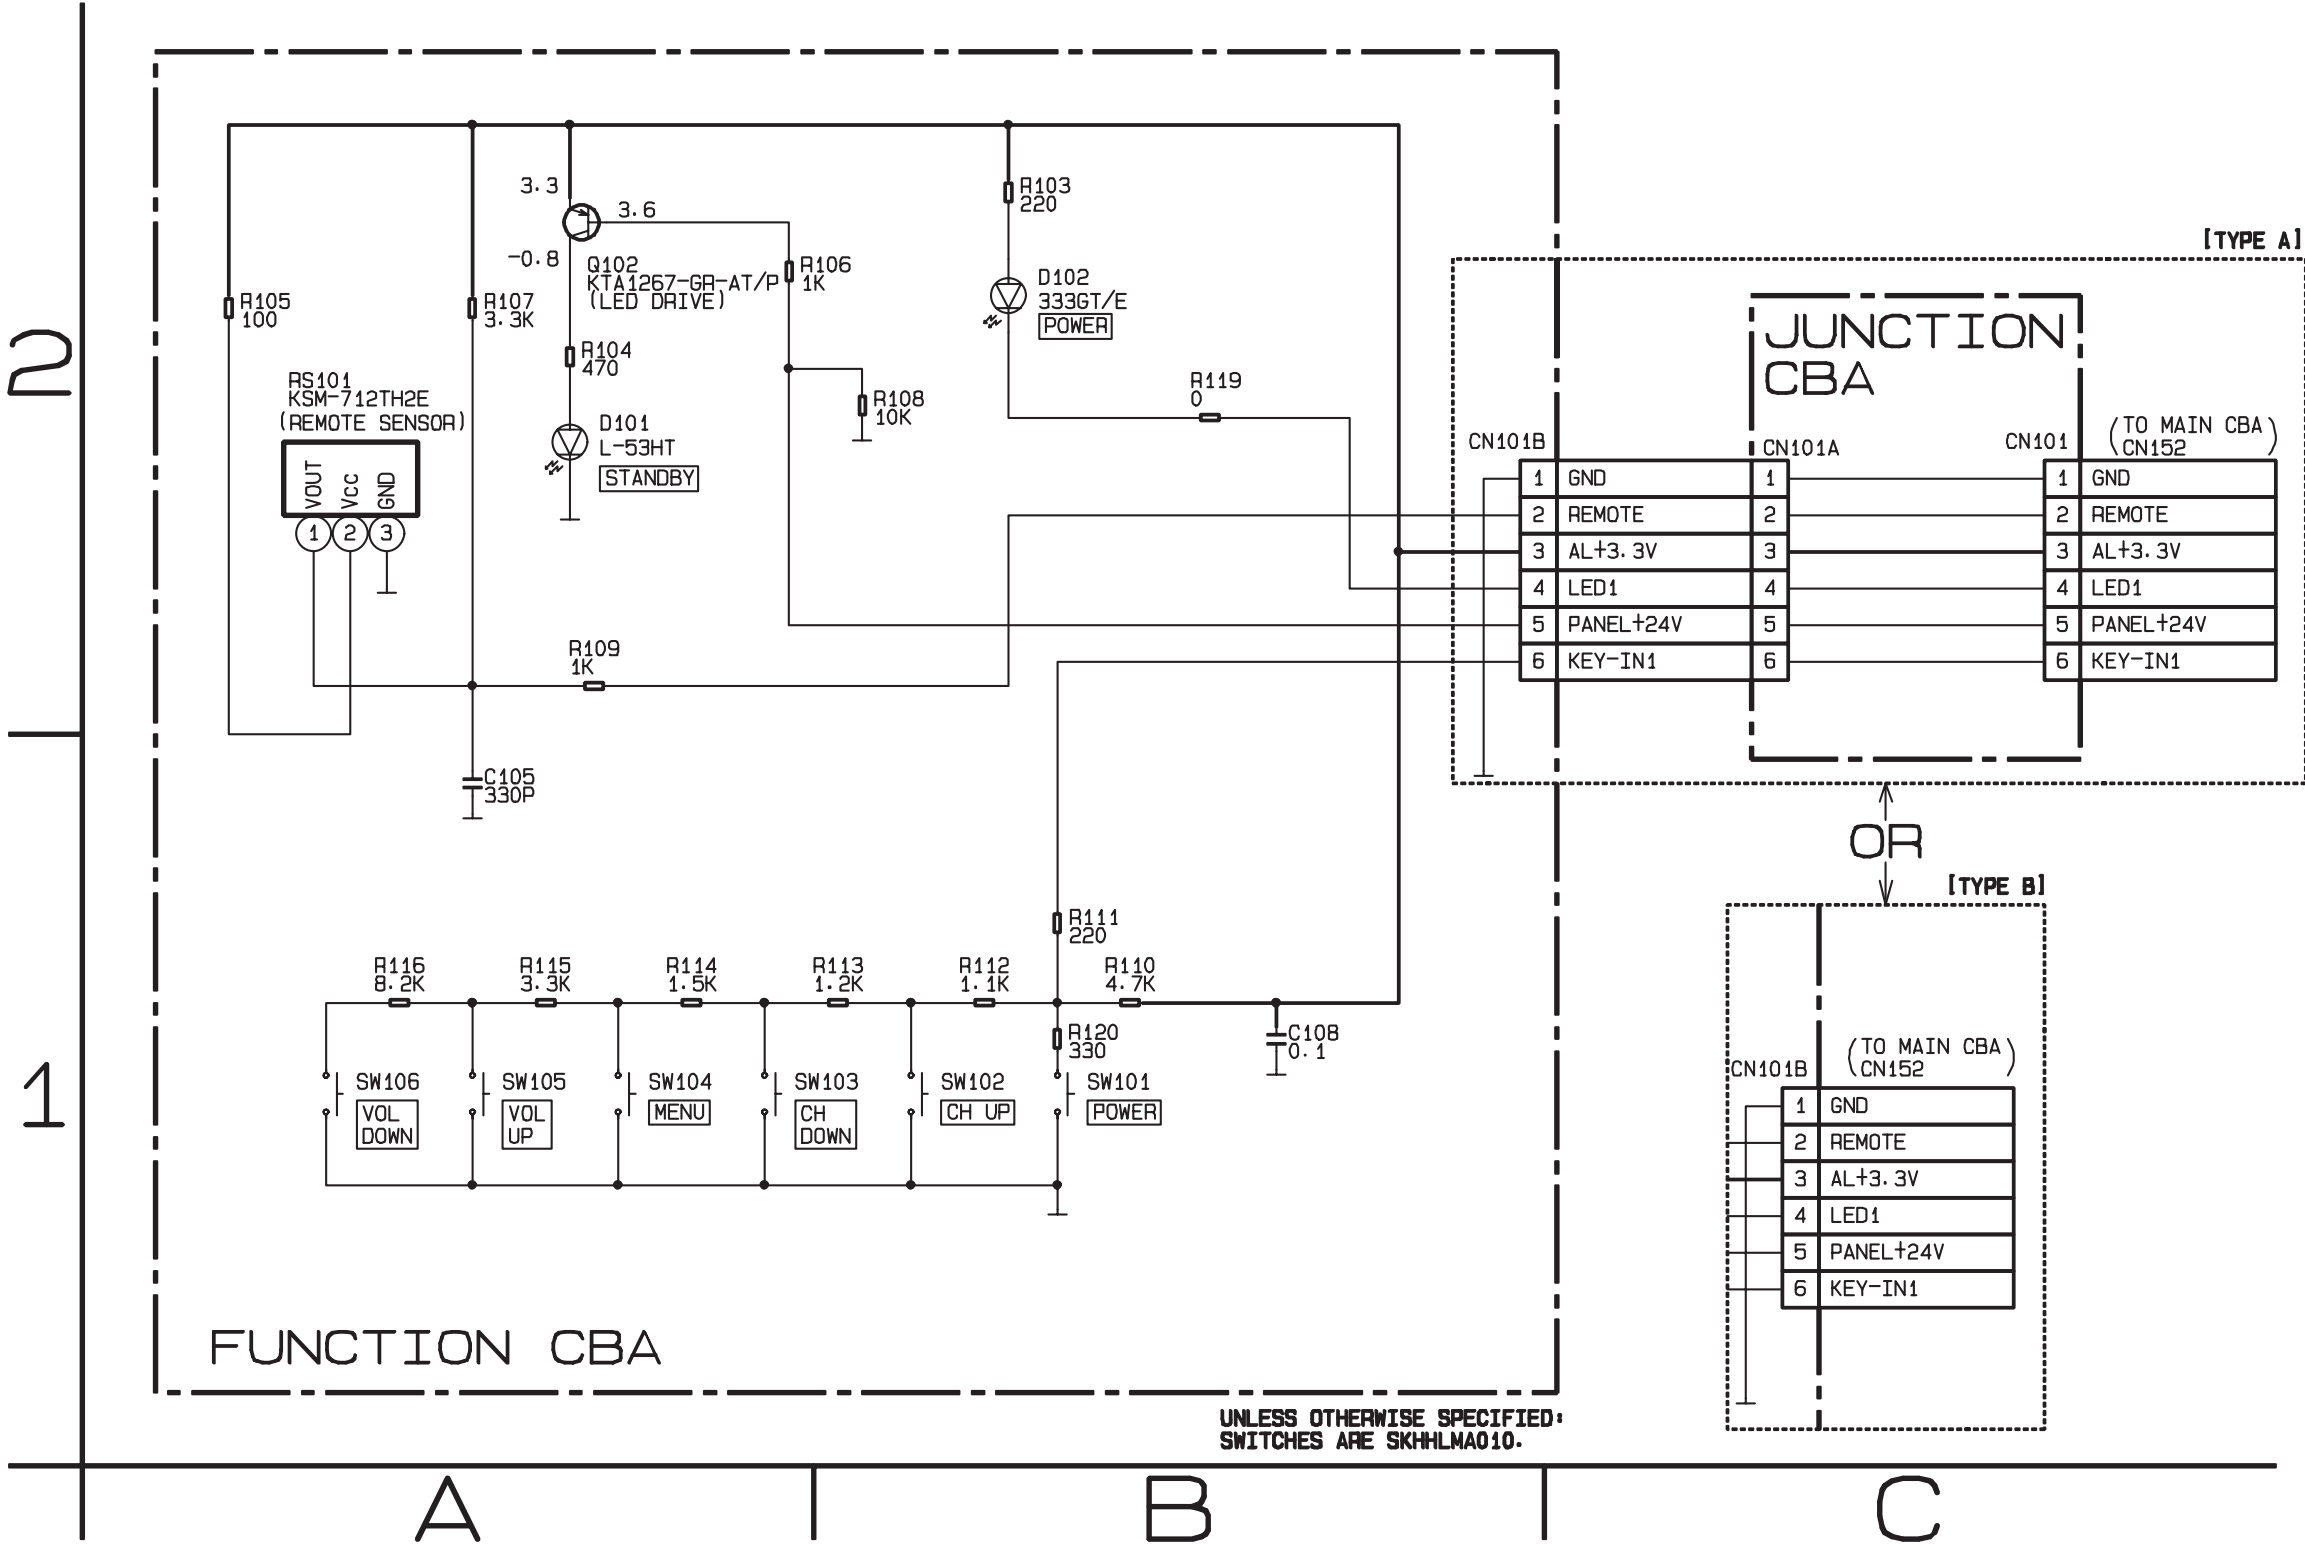 3.3
3.6
-0.8
Q102
KTA1267-GR-AT/P
(LED DRIVE)
R103
220
D102
333GT/E
POWER
R106
1K
R105
100
R107
3.3K
R104
470
R108
10K
R119
0
RS101
KSM-712TH2E
(REMOTE SENSOR)
VOUT
Vcc
GND
1 2 3
D101
L-53HT
STANDBY
R109
1K
C105
330P
[TYPE A]
JUNCTION
CBA
CN101B
CN101A
CN101
(TO MAIN CBA)
CN152
1 GND 1 1 GND
2 REMOTE 2 2 REMOTE
3 AL+3.3V 3 3 AL+3.3V
4 LED1 4 4 LED1
5 PANEL+24V 5 5 PANEL+24V
6 KEY-IN1 6 6 KEY-IN1
OR
[TYPE B]
CN101B
(TO MAIN CBA)
CN152
1 GND
2 REMOTE
3 AL+3.3V
4 LED1
5 PANEL+24V
6 KEY-IN1
R111
220
R116
8.2K
R115
3.3K
R114
1.5K
R113
1.2K
R112
1.1K
R110
4.7K
R120
330
C108
0.1
SW106
VOL
DOWN
SW105
VOL
UP
SW104
MENU
SW103
CH
DOWN
SW102
CH UP
SW101
POWER
FUNCTION CBA
UNLESS OTHERWISE SPECIFIED:
SWITCHES ARE SKHHLMA010.
2
1
A
B
C